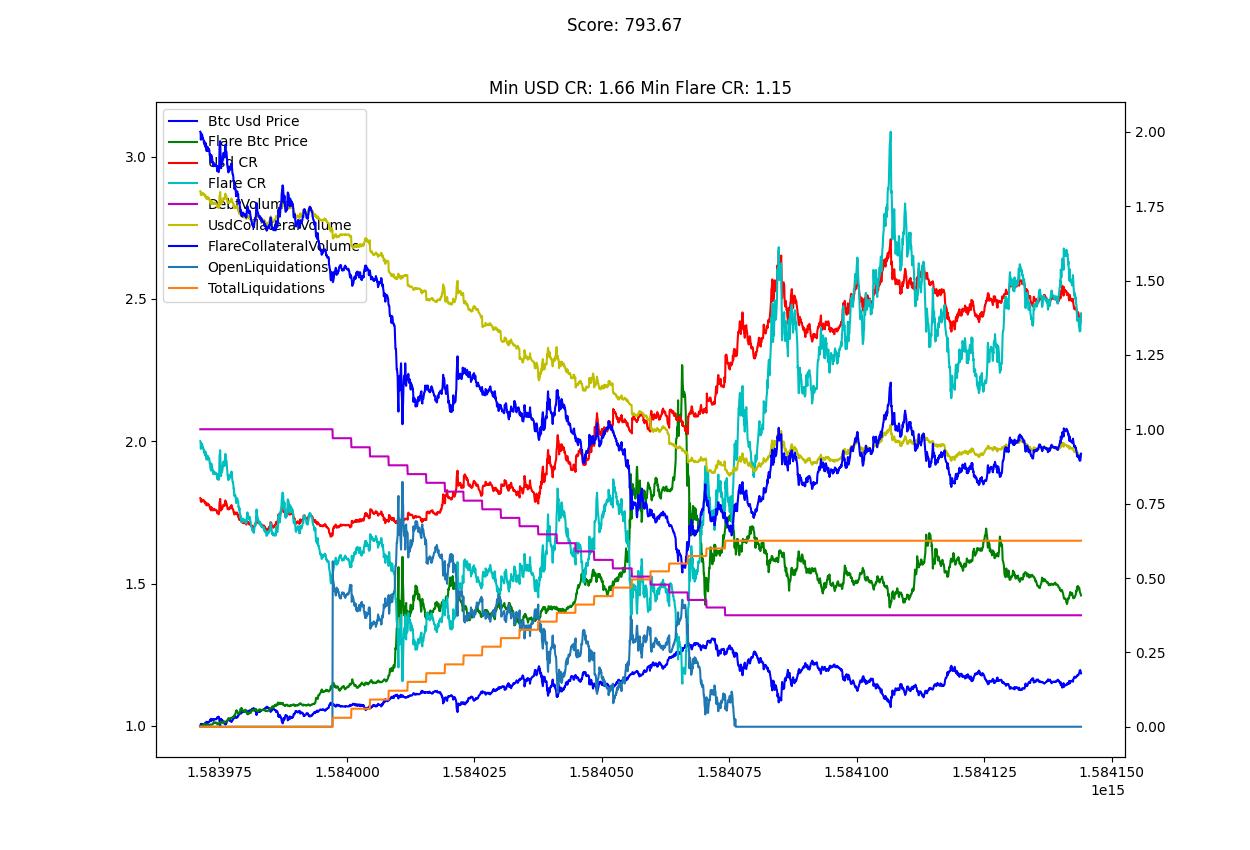 Score: 793.67
Min USD CR: 1.66 Min Flare CR: 1.15
Btc Usd Price
Flare Btc Price
Usd CR
Flare CR
DebtVolume
UsdCollateralVolume
FlareCollateralVolume
OpenLiquidations
TotalLiquidations
3.0
2.5
2.0
1.5
1.0
2.00
1.75
1.50
1.25
1.00
0.75
0.50
0.25
0.00
1.583975 1.584000 1.584025 1.584050 1.584075 1.584100 1.584125 1.584150
1e15